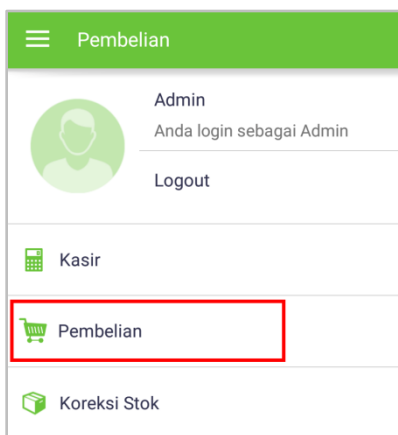 Pembelian
Admin
Anda login sebagai Admin
Logout
Kasir
Pembelian
Koreksi Stok